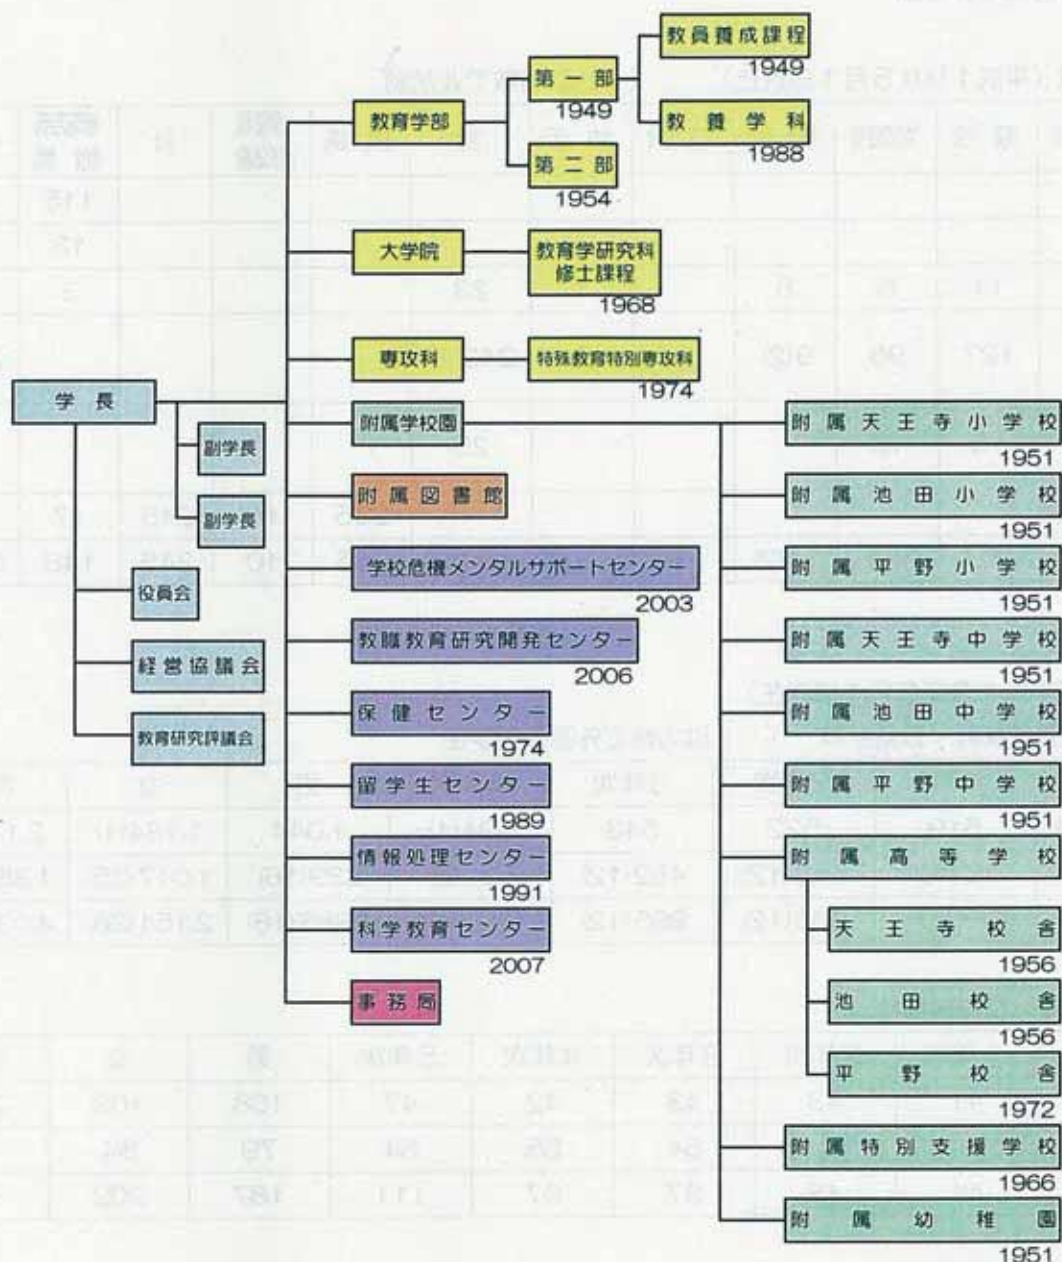 学長
副学長
副学長
役員会
経営協議会
教育研究評議会
教育学部
第一部
1949
教員養成課程
1949
教養学科
1988
第二部
1954
大学院
教育学研究科
修士課程
1968
専攻科
特殊教育特別専攻科
1974
附属学校園
附属図書館
学校危機メンタルサポートセンター
2003
教職教育研究開発センター
2006
保健センター
1974
留学生センター
1989
情報処理センター
1991
科学教育センター
2007
事務局
附属天王寺小学校
1951
附属池田小学校
1951
附属平野小学校
1951
附属天王寺中学校
1951
附属池田中学校
1951
附属平野中学校
1951
附属高等学校
天王寺校舎
1956
池田校舎
1956
平野校舎
1972
附属特別支援学校
1966
附属幼稚園
1951